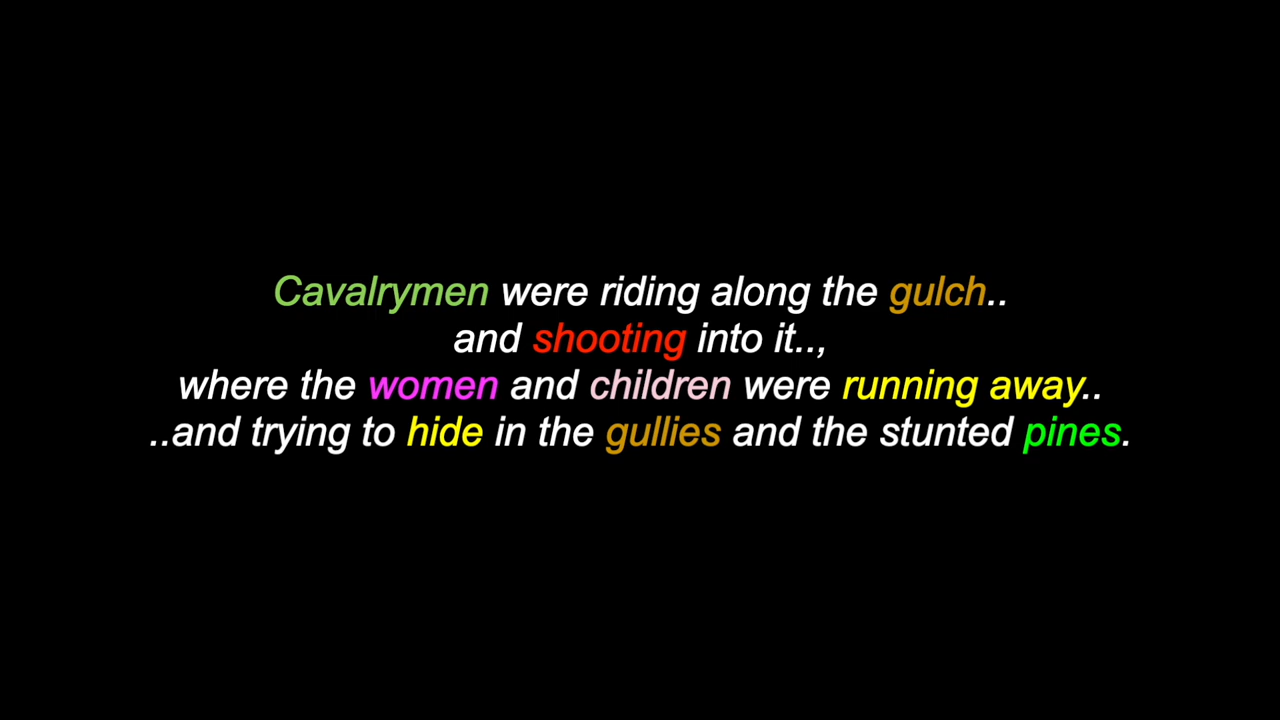 Cavalrymen were riding along the gulch..
and shooting into it..,
where the women and children were running away..
..and trying to hide in the gullies and the stunted pines.